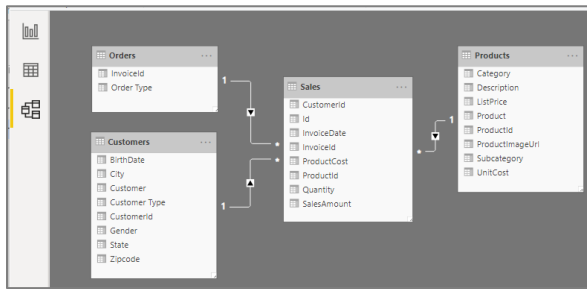 Orders
InvoiceId
Order Type
1
Customers
BirthDate
City
Customer
Customer Type
CustomerId
Gender
State
Zipcode
1
Sales
CustomerId
Id
InvoiceDate
InvoiceId
ProductCost
ProductId
Quantity
SalesAmount
*
*
*
1
Products
Category
Description
ListPrice
Product
ProductId
ProductImageUrl
Subcategory
UnitCost